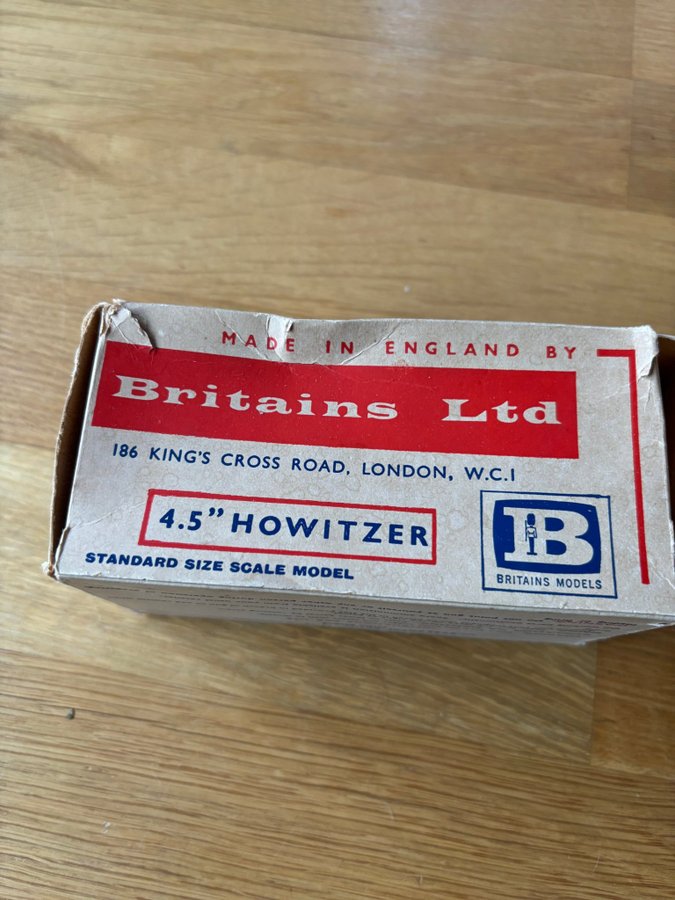 MADE IN ENGLAND BY
Britains Ltd
186 KING'S CROSS ROAD, LONDON, W.C.1
4.5" HOWITZER
STANDARD SIZE SCALE MODEL
B
BRITAINS MODELS